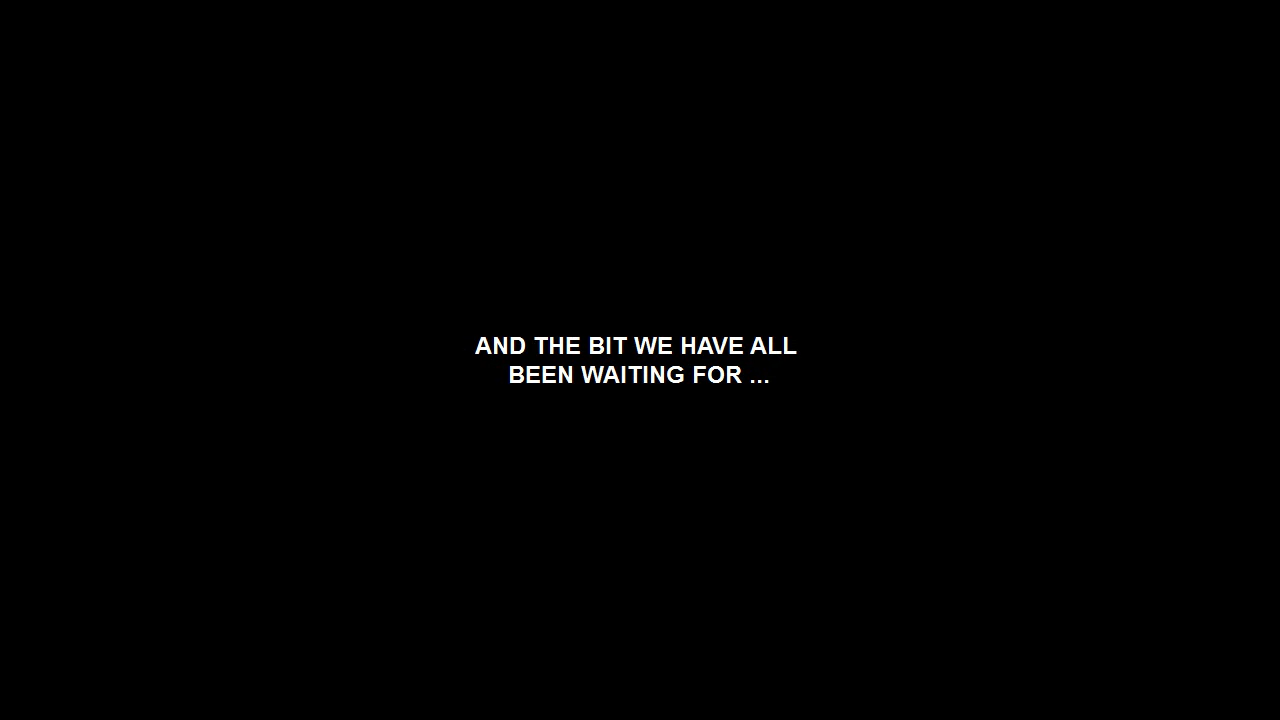 AND THE BIT WE HAVE ALL
BEEN WAITING FOR ...